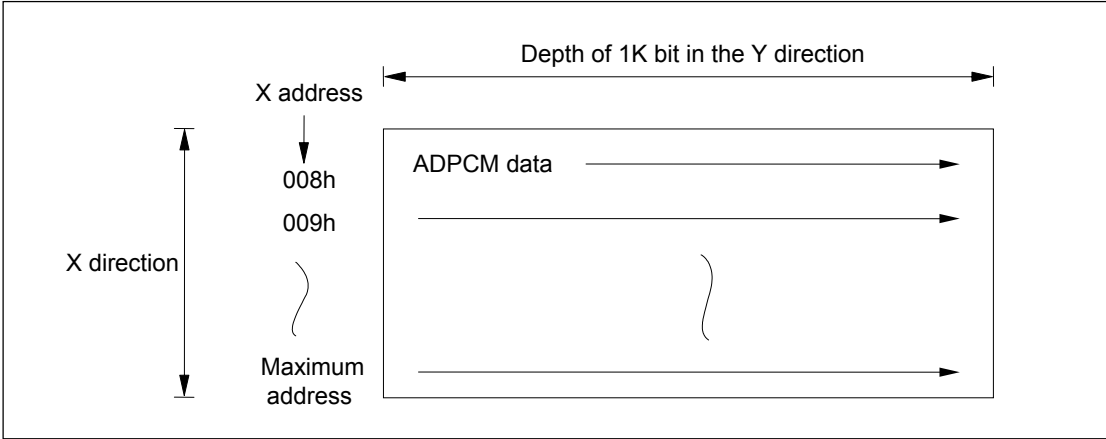 Depth of 1K bit in the Y direction
X address
ADPCM data
008h
009h
X direction
Maximum
address